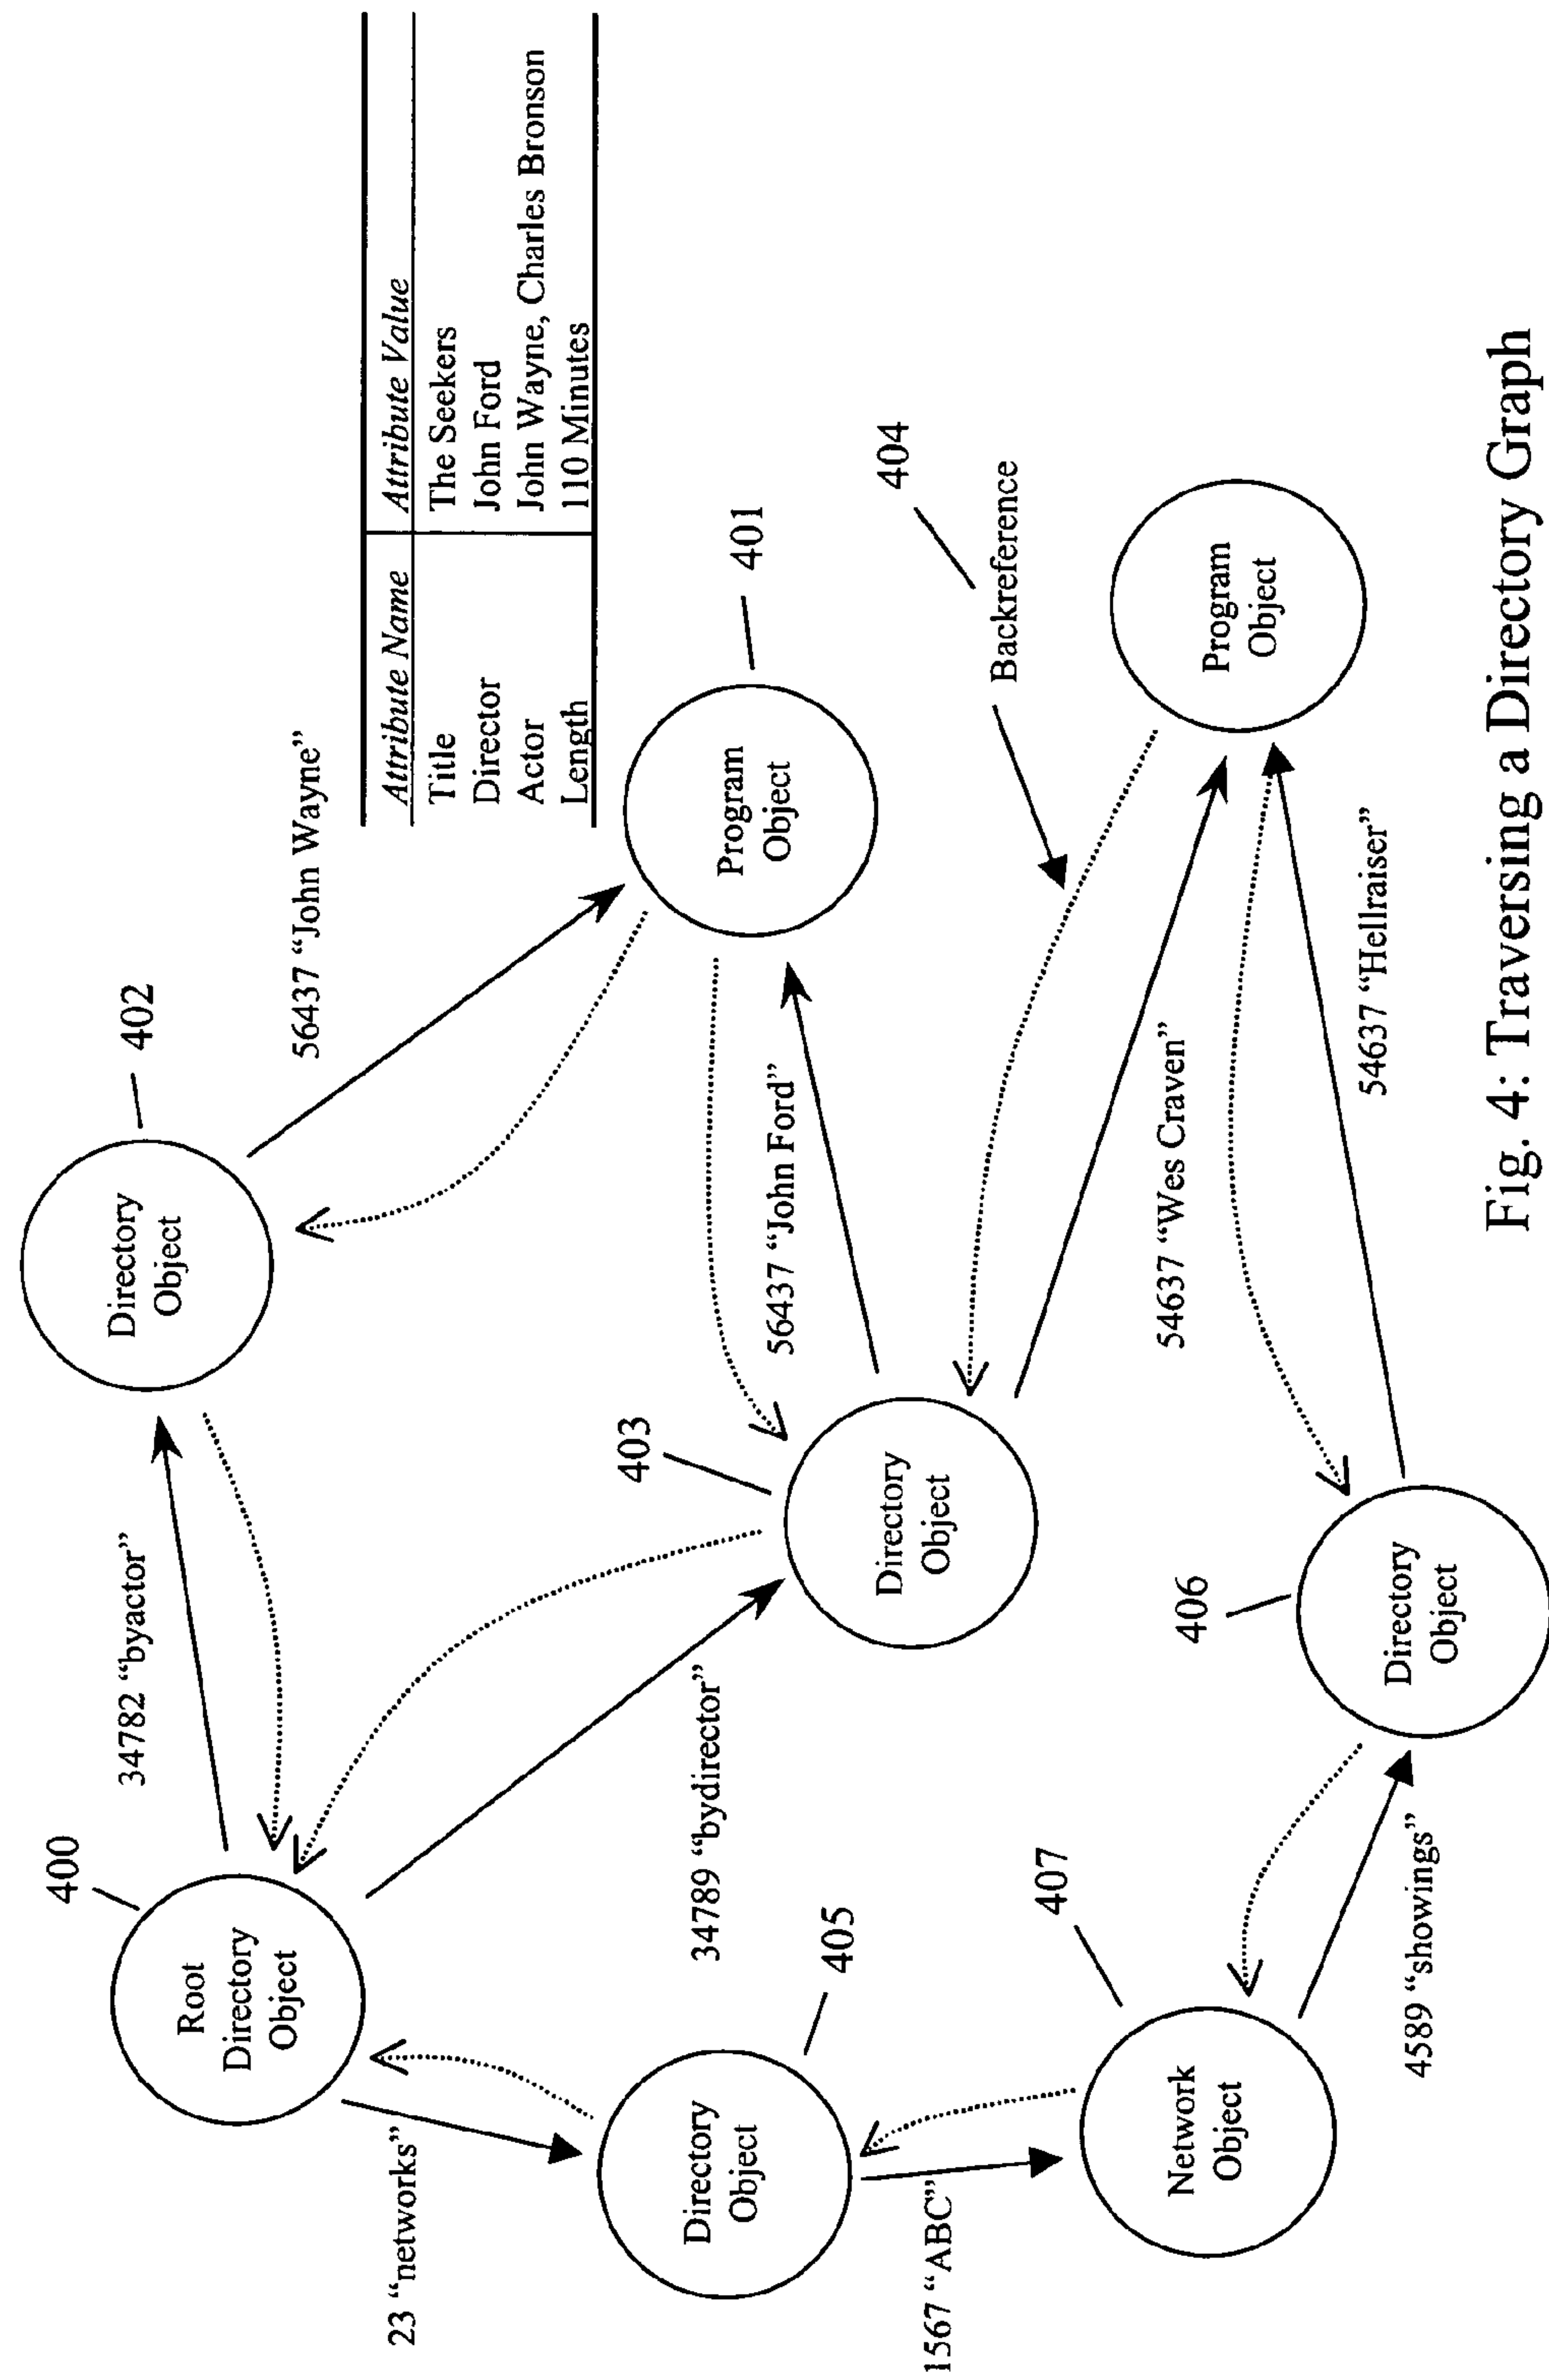 400
Root
Directory
Object
34782 “byactor”
402
Directory
Object
56437 “John Wayne”
Attribute Name Attribute Value
Title The Seekers
Director John Ford
Actor John Wayne, Charles Bronson
Length 110 Minutes
23 “networks”
34789 “bydirector”
403
Directory
Object
56437 “John Ford”
Program
Object
401
405
Directory
Object
1567 “ABC”
404
Backreference
54637 “Wes Craven”
Program
Object
407
Network
Object
4589 “showings”
406
Directory
Object
54637 “Hellraiser”
Fig. 4: Traversing a Directory Graph